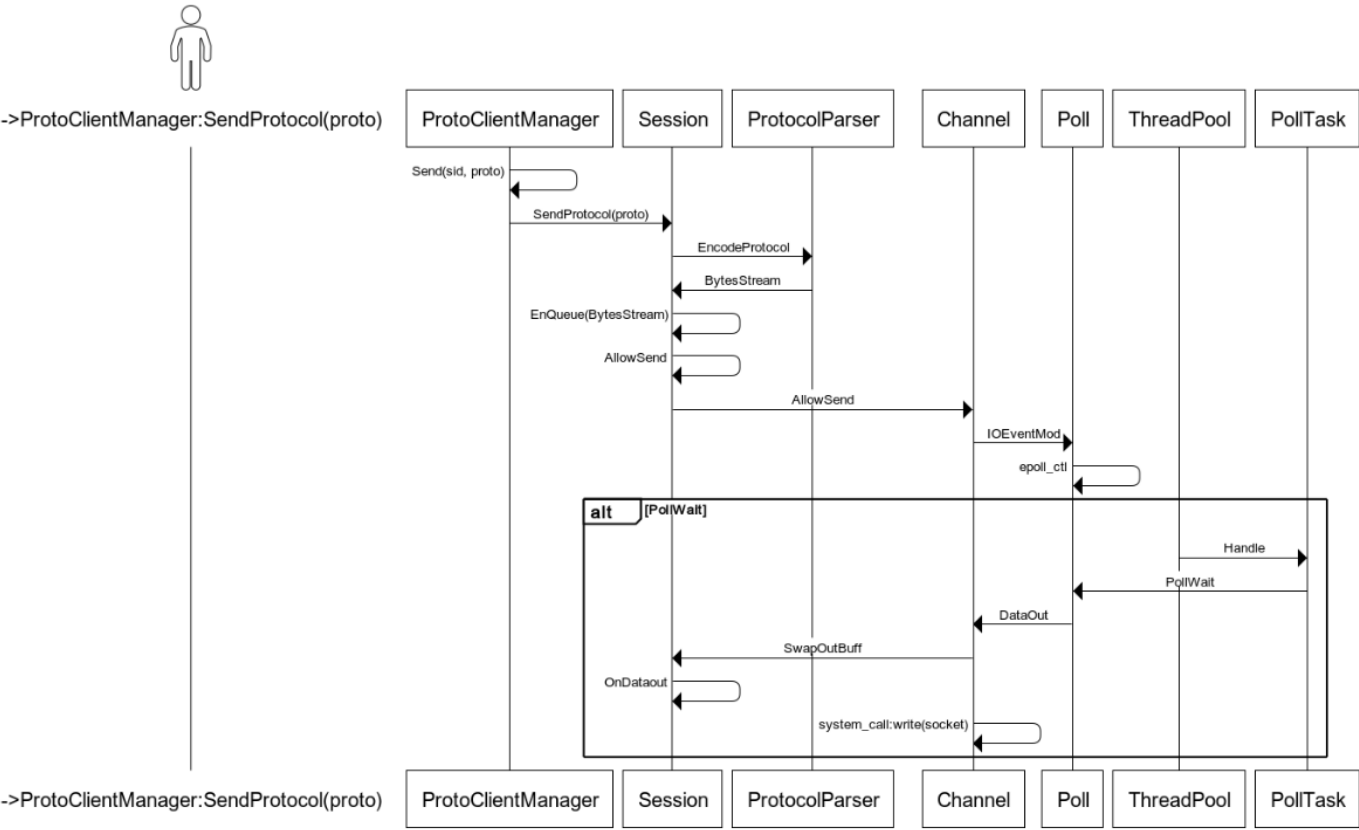 ->ProtoClientManager:SendProtocol(proto) ProtoClientManager Session ProtocolParser Channel Poll ThreadPool PollTask
Send(sid, proto)
SendProtocol(proto)
EncodeProtocol
BytesStream
EnQueue(BytesStream)
AllowSend
AllowSend
IOEventMod
epoll_ctl
alt [PollWait]
Handle
PollWait
DataOut
SwapOutBuff
OnDataout
system_call:write(socket)
->ProtoClientManager:SendProtocol(proto) ProtoClientManager Session ProtocolParser Channel Poll ThreadPool PollTask